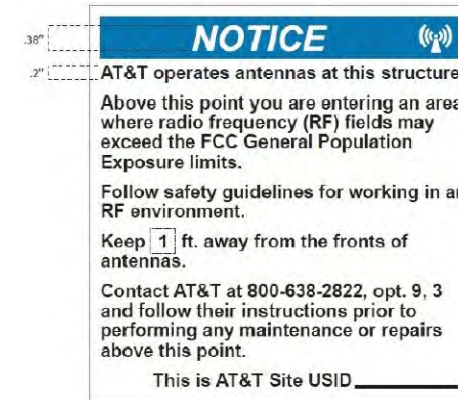 .38"
NOTICE
.2"
AT&T operates antennas at this structure
Above this point you are entering an area
where radio frequency (RF) fields may
exceed the FCC General Population
Exposure limits.
Follow safety guidelines for working in an
RF environment.
Keep 1 ft. away from the fronts of
antennas.
Contact AT&T at 800-638-2822, opt. 9, 3
and follow their instructions prior to
performing any maintenance or repairs
above this point.
This is AT&T Site USID